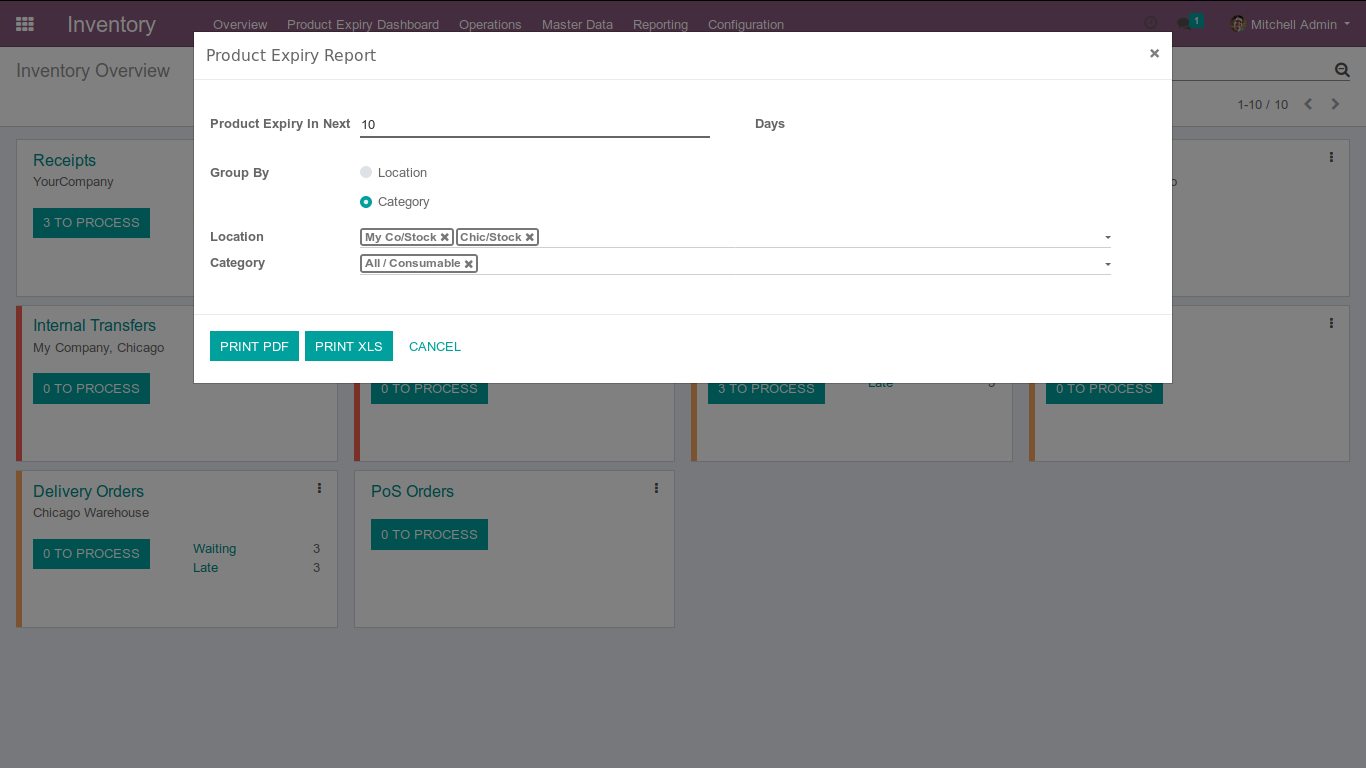 Inventory Overview Product Expiry Dashboard Operations Master Data Reporting Configuration 1 Mitchell Admin
Product Expiry Report ×
Inventory Overview
1-10 / 10
Product Expiry In Next 10 Days
Group By Location
Category
Location My Co/Stock Chic/Stock
Category All / Consumable
PRINT PDF PRINT XLS CANCEL
Receipts
YourCompany
3 TO PROCESS
Internal Transfers
My Company, Chicago
0 TO PROCESS 0 TO PROCESS 3 TO PROCESS Late 3 0 TO PROCESS
Delivery Orders
Chicago Warehouse
0 TO PROCESS Waiting 3
Late 3
PoS Orders
0 TO PROCESS